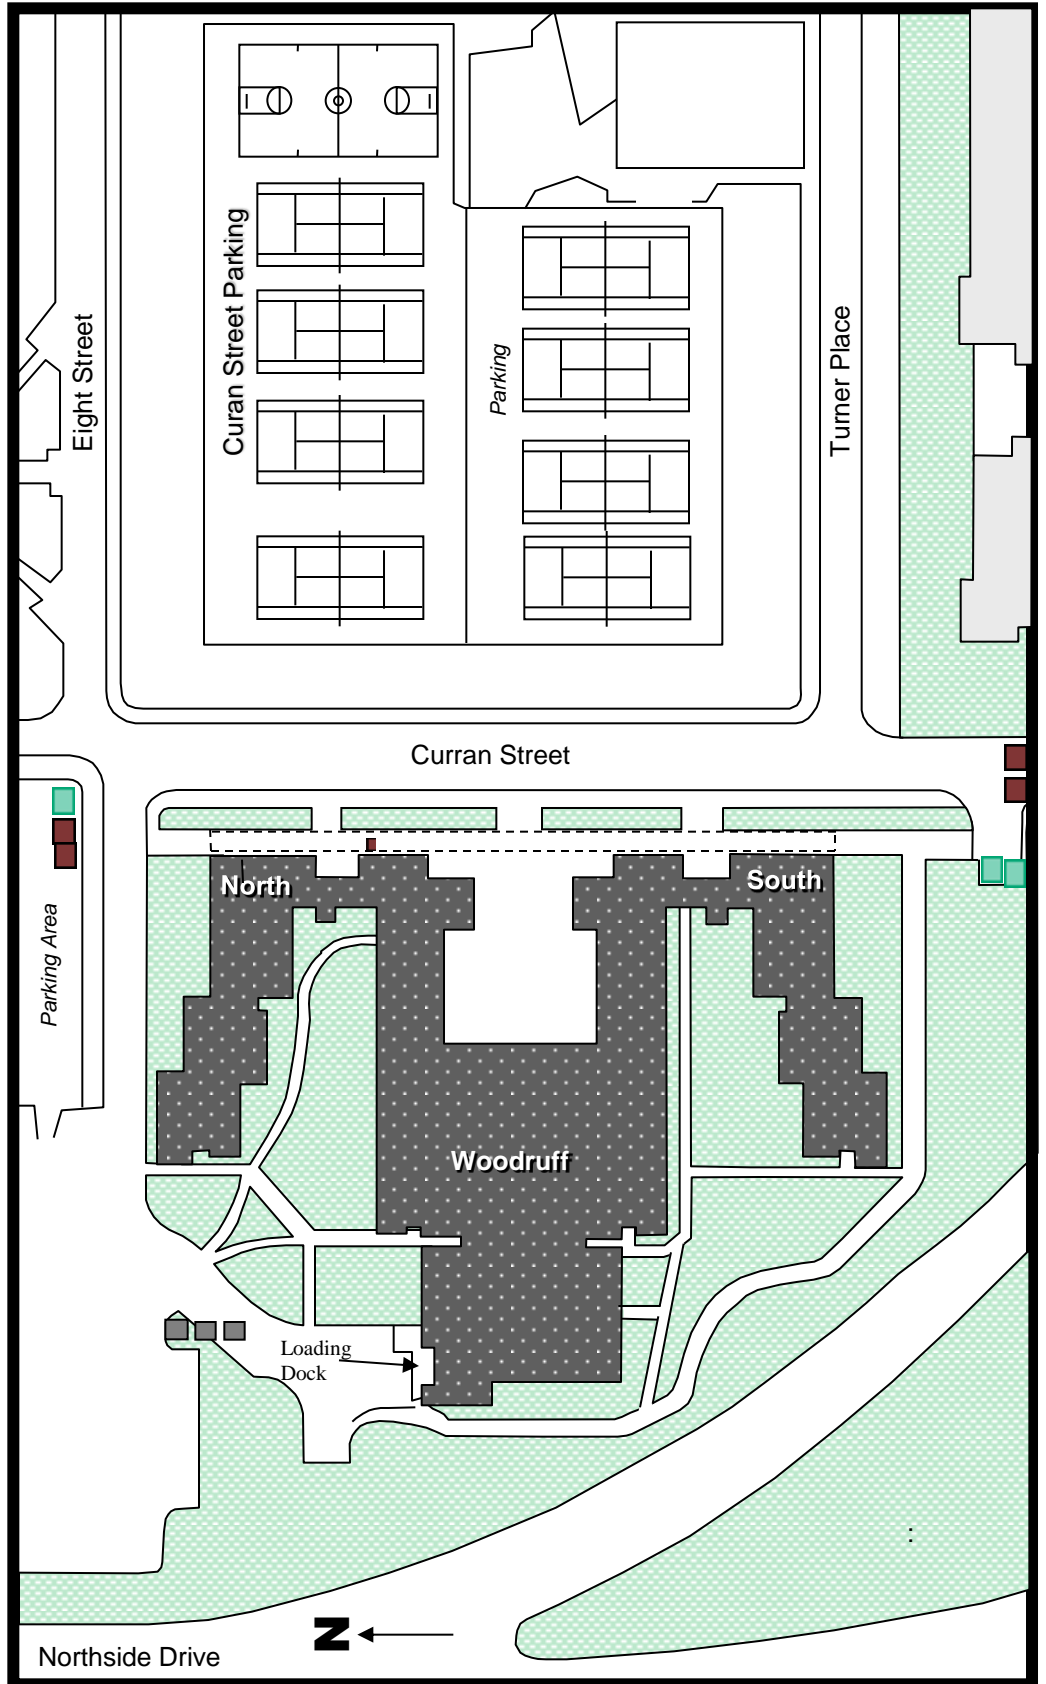 Eight Street
Curan Street Parking
Parking
Turner Place
Curran Street
North
South
Parking Area
Woodruff
Loading
Dock
N
Northside Drive